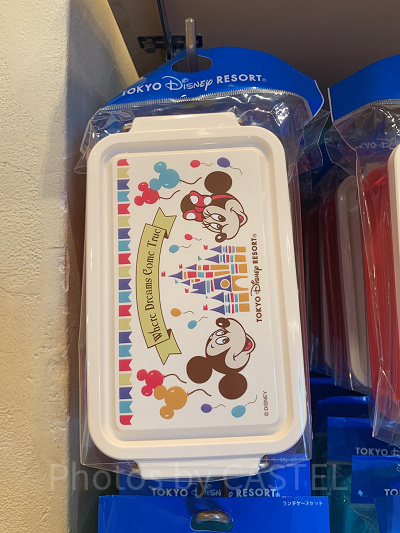 TOKYO Disney RESORT®
Where Dreams Come True
TOKYO Disney RESORT®
© DISNEY
Photos by CASTEL
TOKYO Disney RESORT®
ランチケースセット